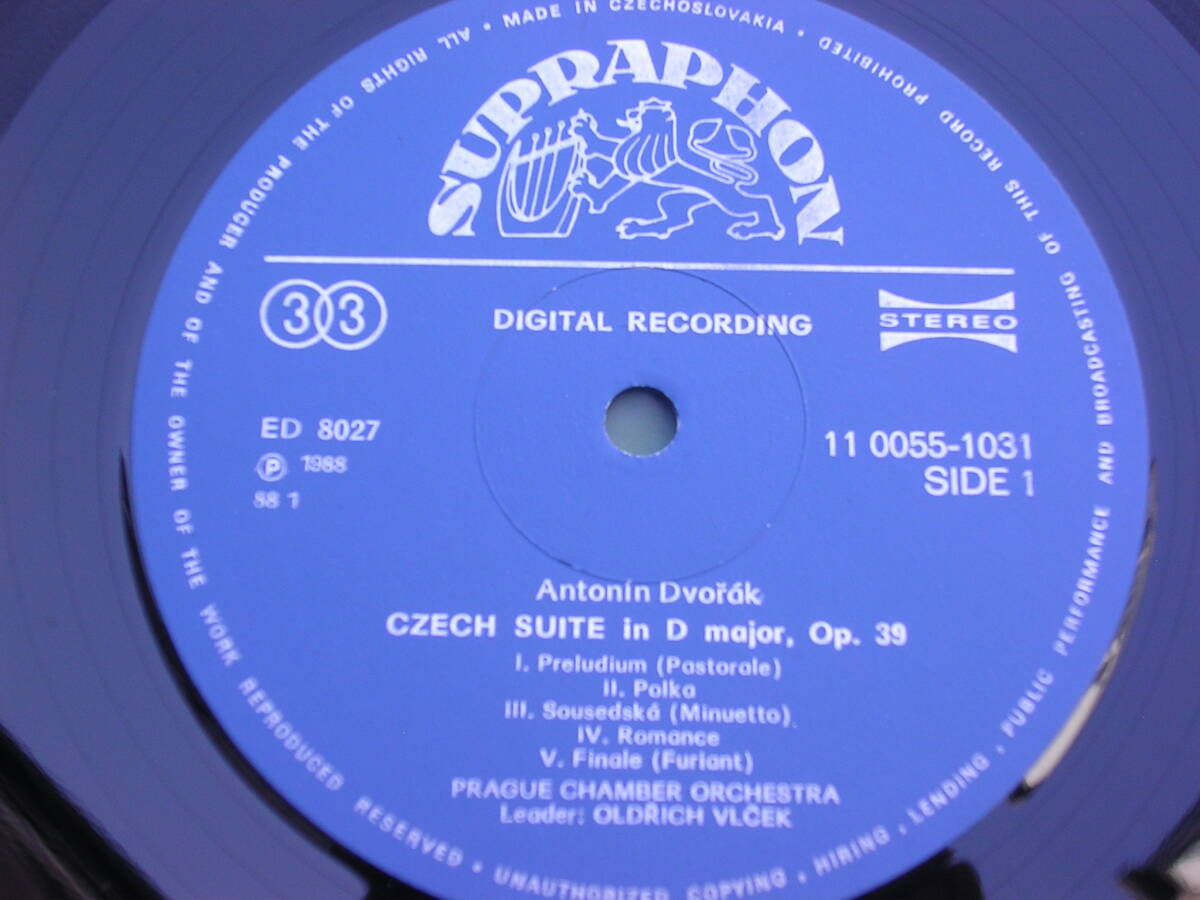 SUPRAPHON
33
DIGITAL RECORDING
STEREO
ED 8027
Ⓟ 1988
88 1
11 0055-1031
SIDE 1
Antonín Dvořák
CZECH SUITE in D major, Op. 39
I. Preludium (Pastorale)
II. Polka
III. Sousedská (Minuetto)
IV. Romance
V. Finale (Furiant)
PRAGUE CHAMBER ORCHESTRA
Leader: OLDŘICH VLČEK
MADE IN CZECHOSLOVAKIA • ALL RIGHTS OF THE PRODUCER AND OF THE OWNER OF THE WORK REPRODUCED RESERVED • UNAUTHORIZED COPYING, HIRING, LENDING, PUBLIC PERFORMANCE AND BROADCASTING OF THIS RECORD PROHIBITED •